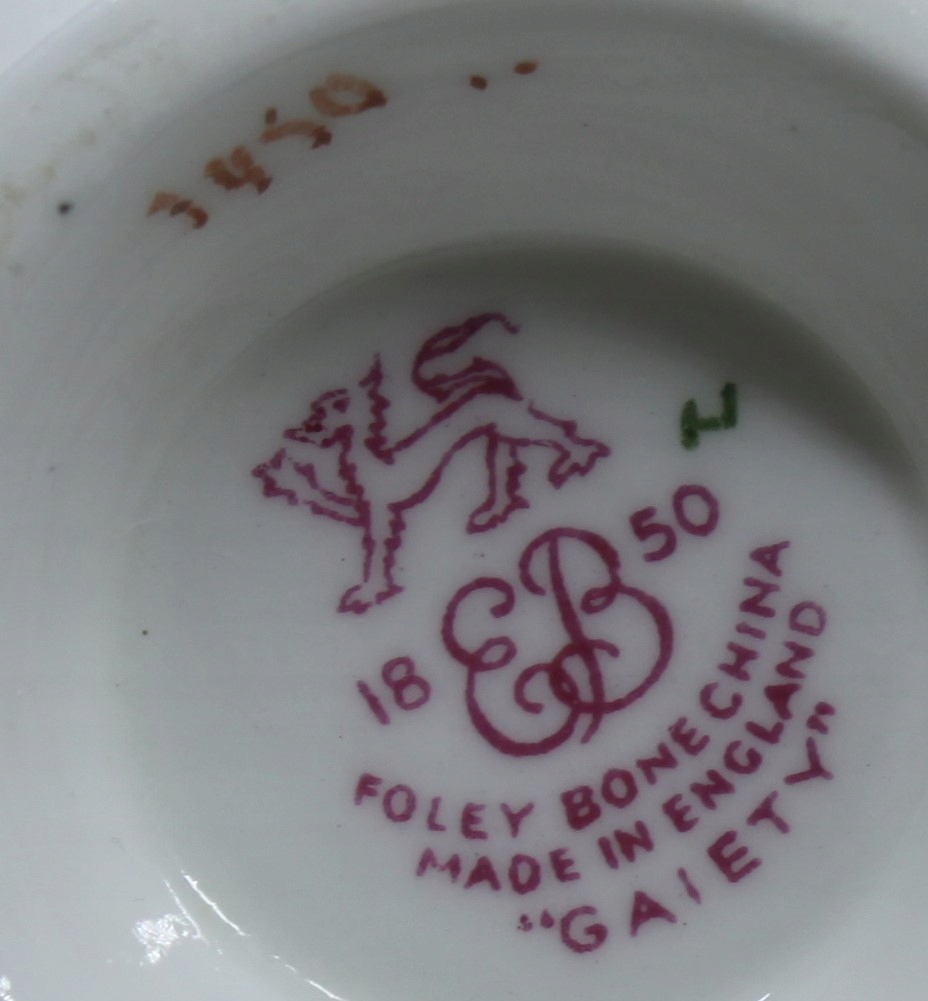 3450 ..
H
18 EB 50
FOLEY BONE CHINA
MADE IN ENGLAND
"GAIETY"